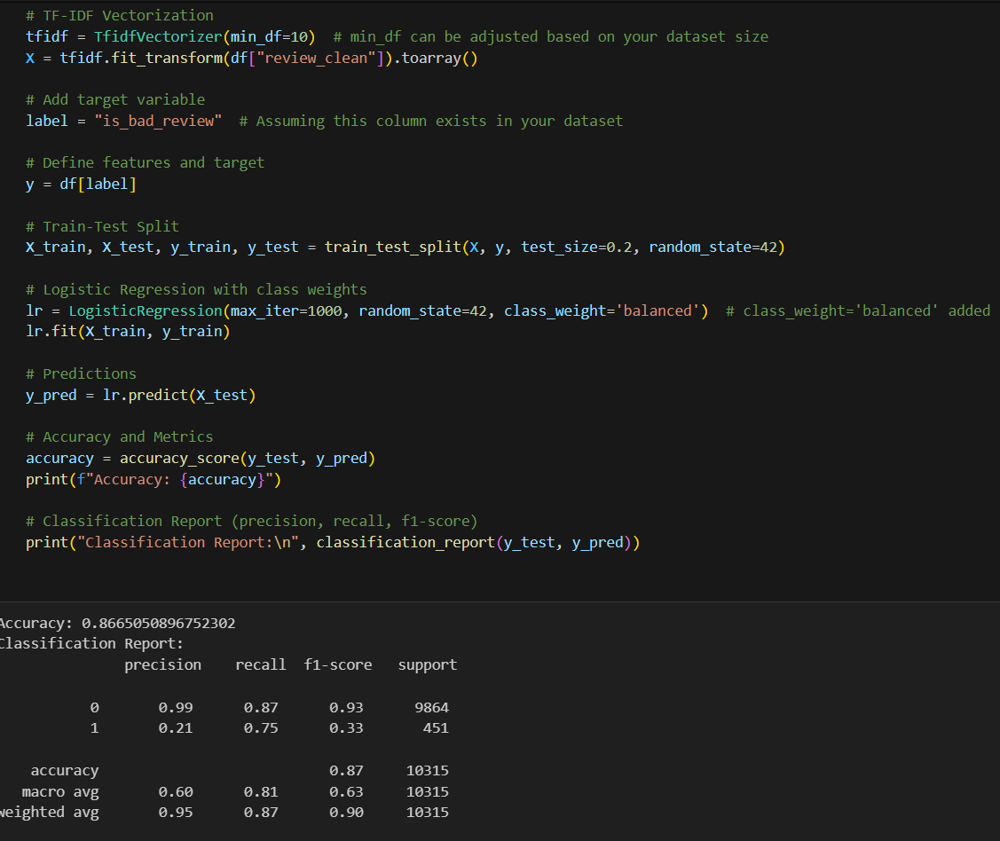 # TF-IDF Vectorization
tfidf = TfidfVectorizer(min_df=10)  # min_df can be adjusted based on your dataset size
X = tfidf.fit_transform(df["review_clean"]).toarray()
# Add target variable
label = "is_bad_review"  # Assuming this column exists in your dataset
# Define features and target
y = df[label]
# Train-Test Split
X_train, X_test, y_train, y_test = train_test_split(X, y, test_size=0.2, random_state=42)
# Logistic Regression with class weights
lr = LogisticRegression(max_iter=1000, random_state=42, class_weight='balanced')  # class_weight='balanced' added
lr.fit(X_train, y_train)
# Predictions
y_pred = lr.predict(X_test)
# Accuracy and Metrics
accuracy = accuracy_score(y_test, y_pred)
print(f"Accuracy: {accuracy}")
# Classification Report (precision, recall, f1-score)
print("Classification Report:\n", classification_report(y_test, y_pred))
Accuracy: 0.8665050896752302
Classification Report:
precision recall f1-score support
0 0.99 0.87 0.93 9864
1 0.21 0.75 0.33 451
accuracy 0.87 10315
macro avg 0.60 0.81 0.63 10315
weighted avg 0.95 0.87 0.90 10315